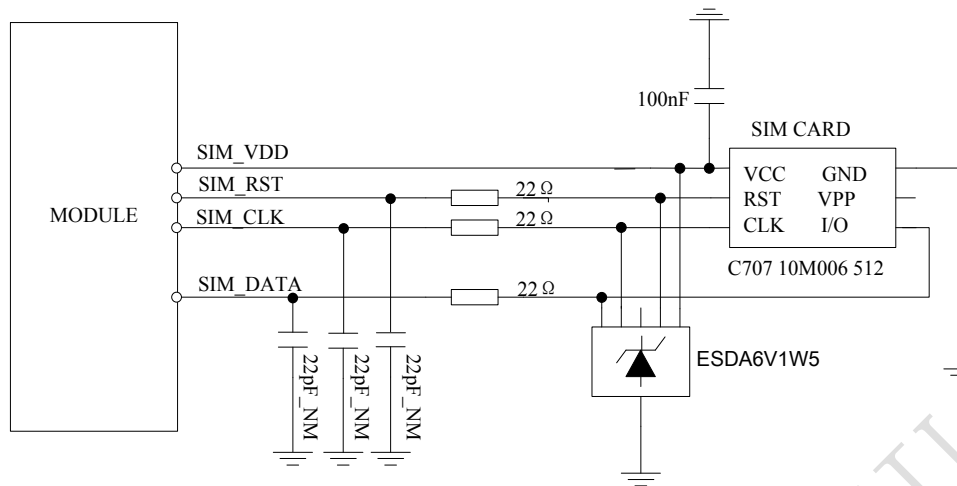 100nF
SIM CARD
SIM_VDD
SIM_RST
SIM_CLK
SIM_DATA
MODULE
22Ω
22Ω
22Ω
VCC GND
RST VPP
CLK I/O
C707 10M006 512
22pF_NM
22pF_NM
22pF_NM
ESDA6V1W5